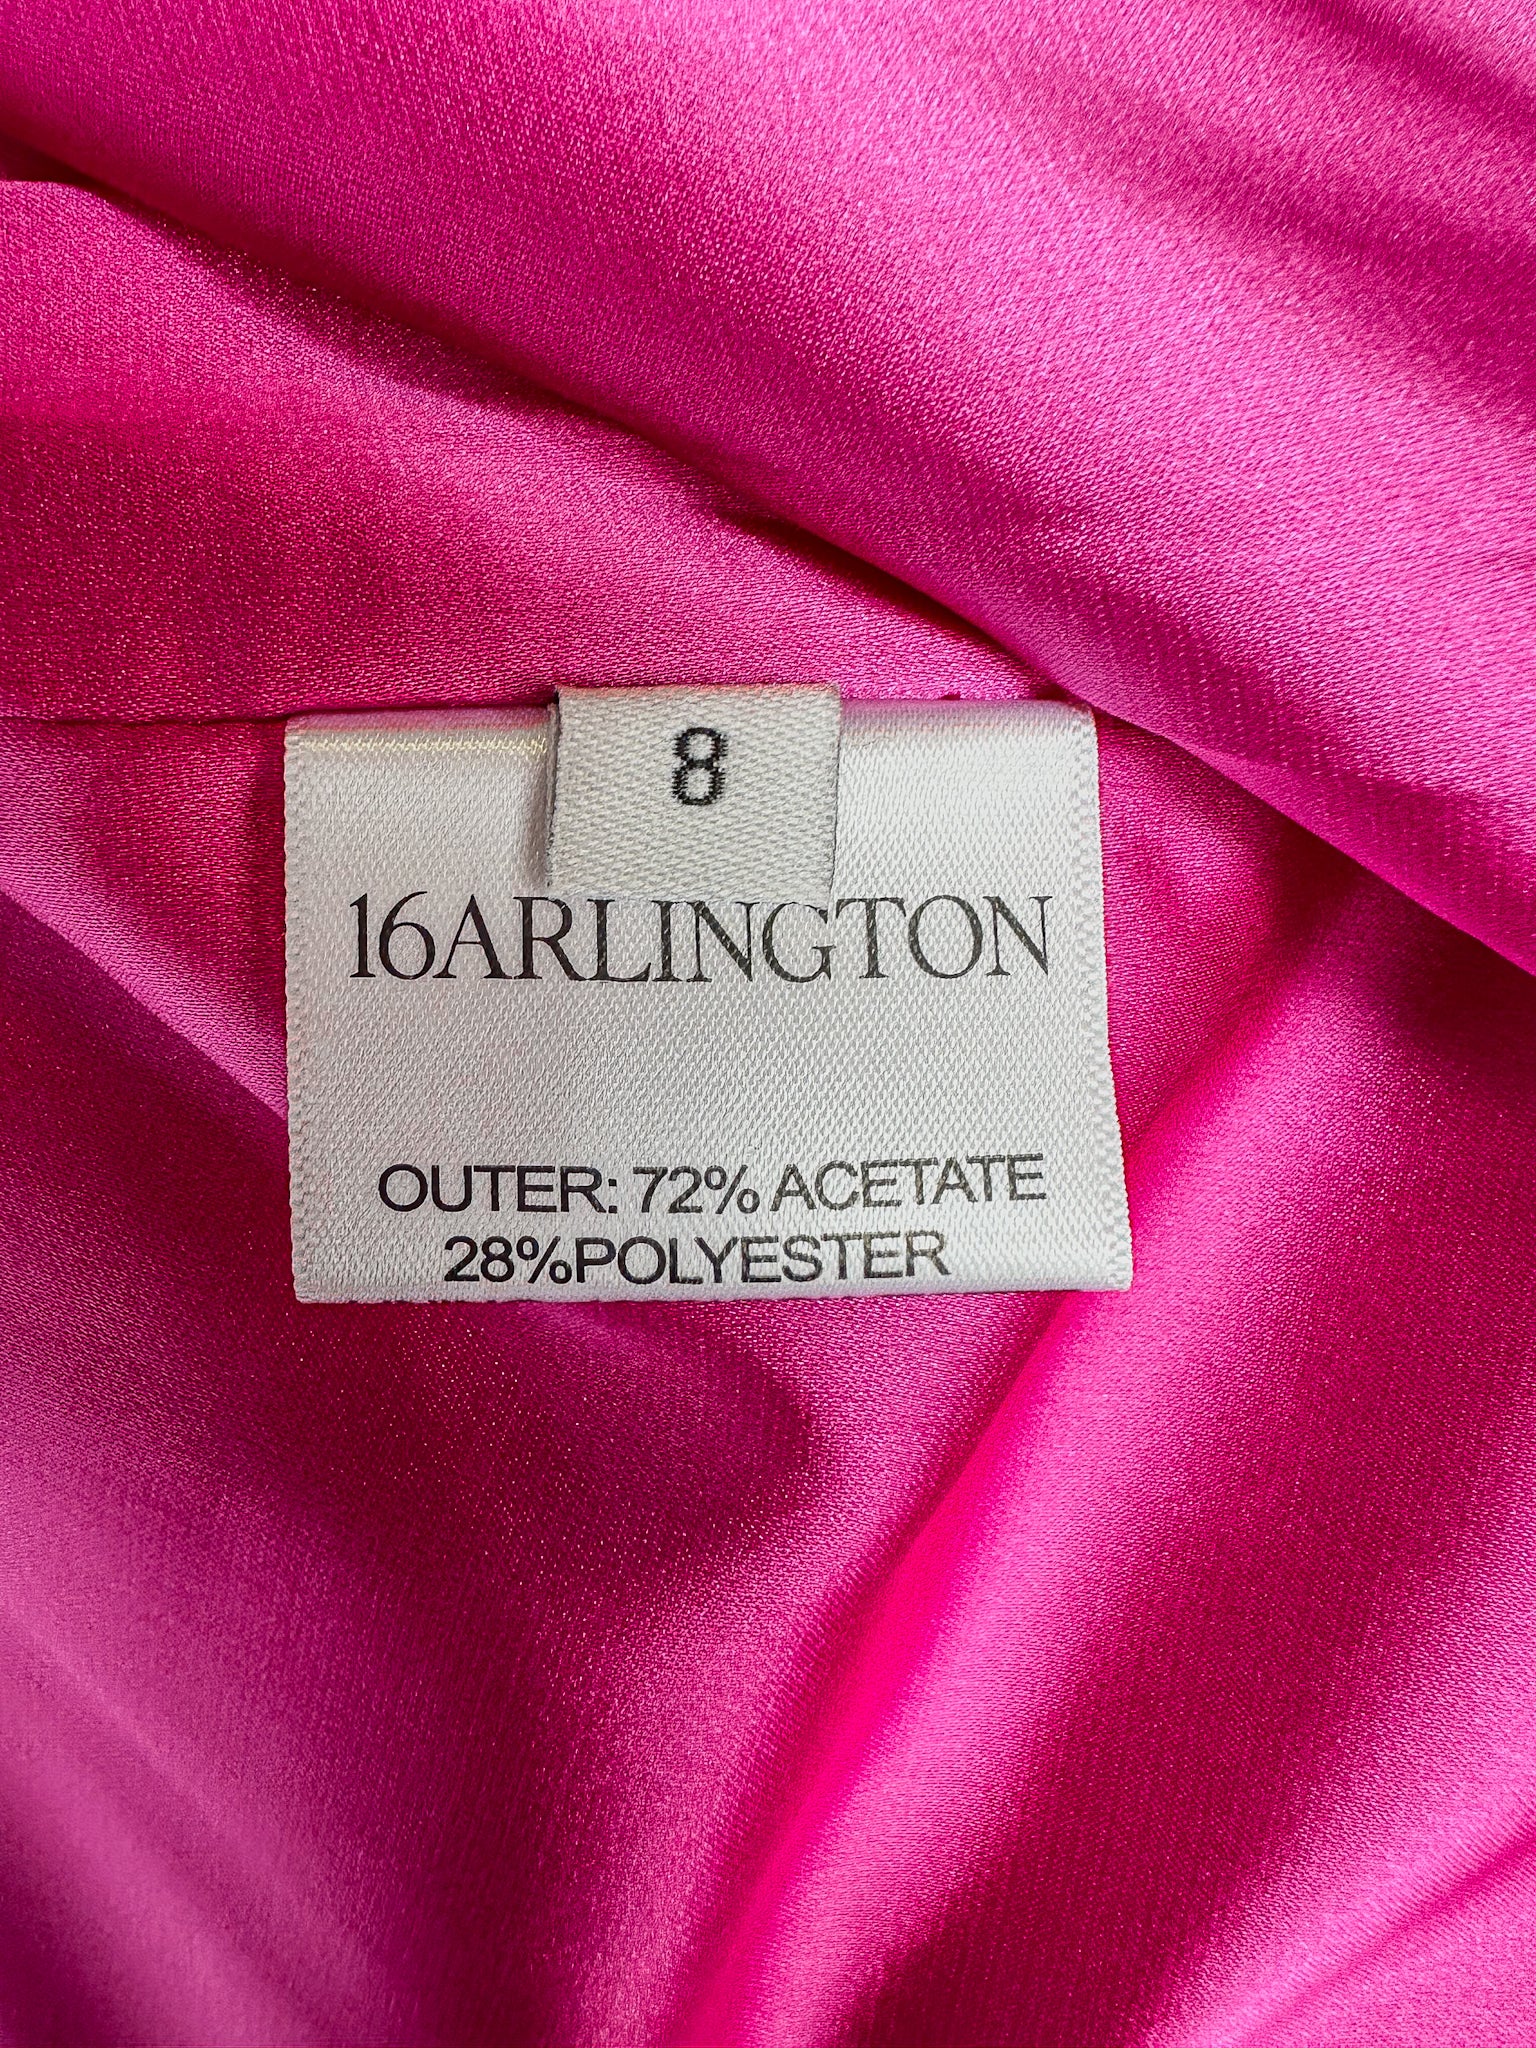 8
16ARLINGTON
OUTER: 72% ACETATE
28%POLYESTER